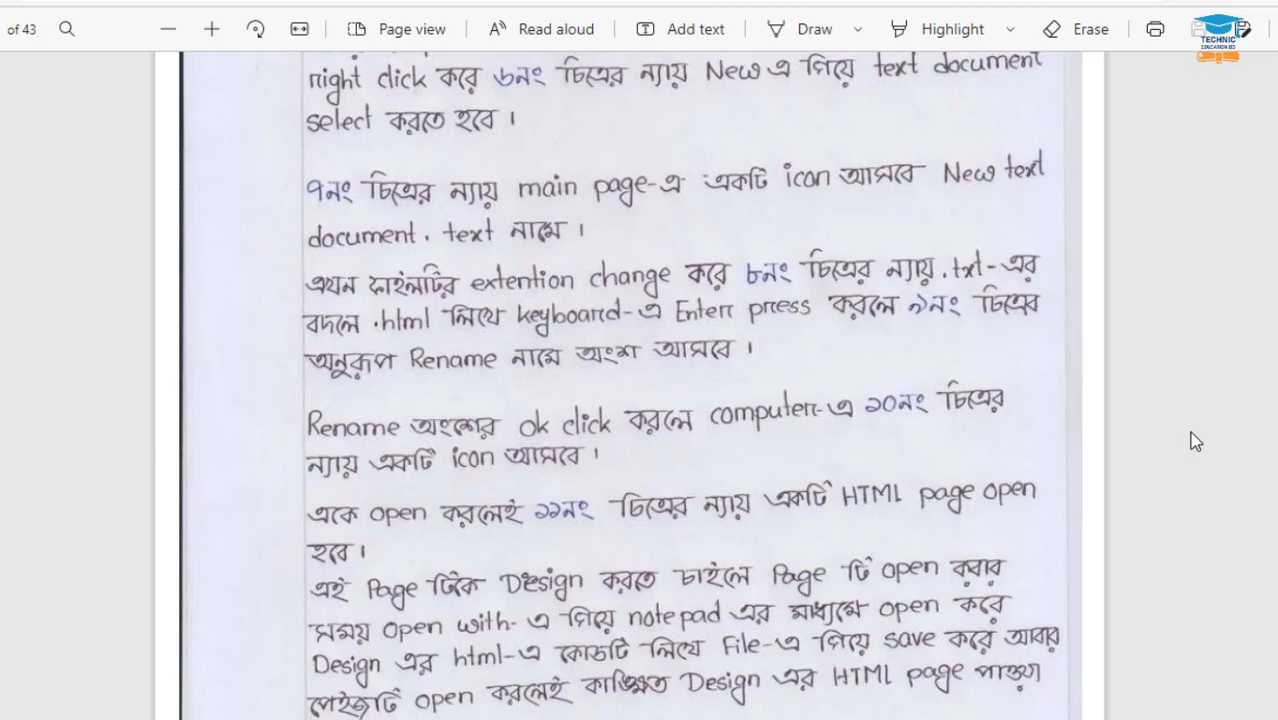 of 43
Page view
Read aloud
Add text
Draw
Highlight
Erase
TECHNIC
EDUCATION BD
right click করে ৬নং চিত্রের ন্যায় New এ গিয়ে text document
select করতে হবে।
৭নং চিত্রের ন্যায় main page-এ একটি icon আসবে New text
document. text নামে।
এখন ফাইলটির extention change করে ৮নং চিত্রের ন্যায় .txt-এর
বদলে .html লিখে keyboard-এ Enter press করলে ৯নং চিত্রের
অনুরূপ Rename নামে অংশ আসবে।
Rename অংশের ok click করলে computer-এ ১০নং চিত্রের
ন্যায় একটি icon আসবে।
একে open করলেই ১১নং চিত্রের ন্যায় একটি HTML page open
হবে।
এই Page টিকে Design করতে চাইলে Page টি open করার
সময় open with-এ গিয়ে notepad এর মাধ্যমে open করে
Design এর html-এ কোডটি লিখে File-এ গিয়ে save করে আবার
পেইজটি open করলেই কাঙ্ক্ষিত Design এর HTML page পাওয়া